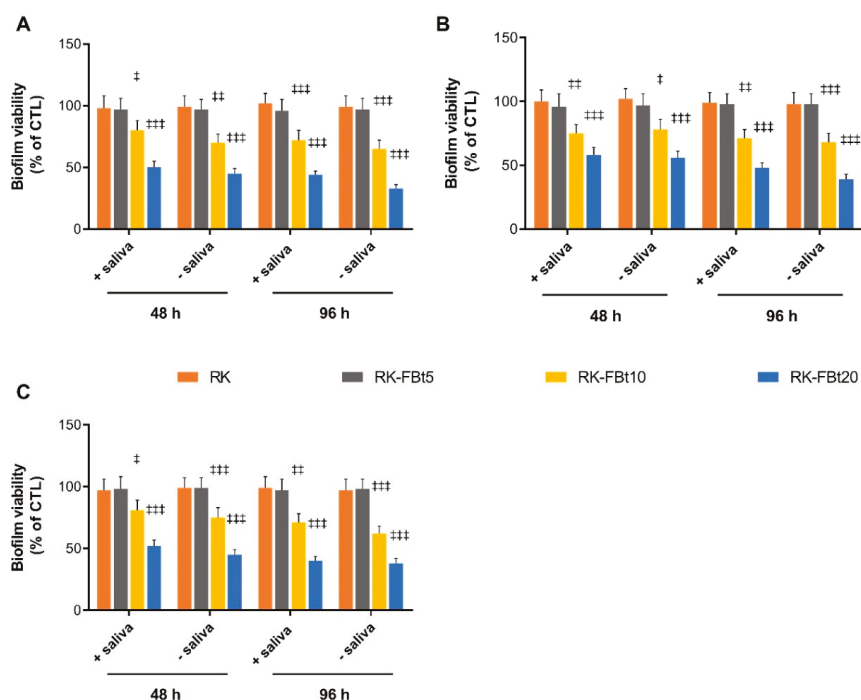 A
150
100
50
0
Biofilm viability
(% of CTL)
‡
‡‡‡
‡‡
‡‡‡
‡‡‡
‡‡‡
‡‡‡
‡‡‡
+ saliva
- saliva
+ saliva
- saliva
48 h
96 h
B
150
100
50
0
Biofilm viability
(% of CTL)
‡‡
‡‡‡
‡
‡‡‡
‡‡
‡‡‡
‡‡‡
‡‡‡
+ saliva
- saliva
+ saliva
- saliva
48 h
96 h
RK
RK-FBt5
RK-FBt10
RK-FBt20
C
150
100
50
0
Biofilm viability
(% of CTL)
‡
‡‡‡
‡‡‡
‡‡‡
‡‡
‡‡‡
‡‡‡
‡‡‡
+ saliva
- saliva
+ saliva
- saliva
48 h
96 h